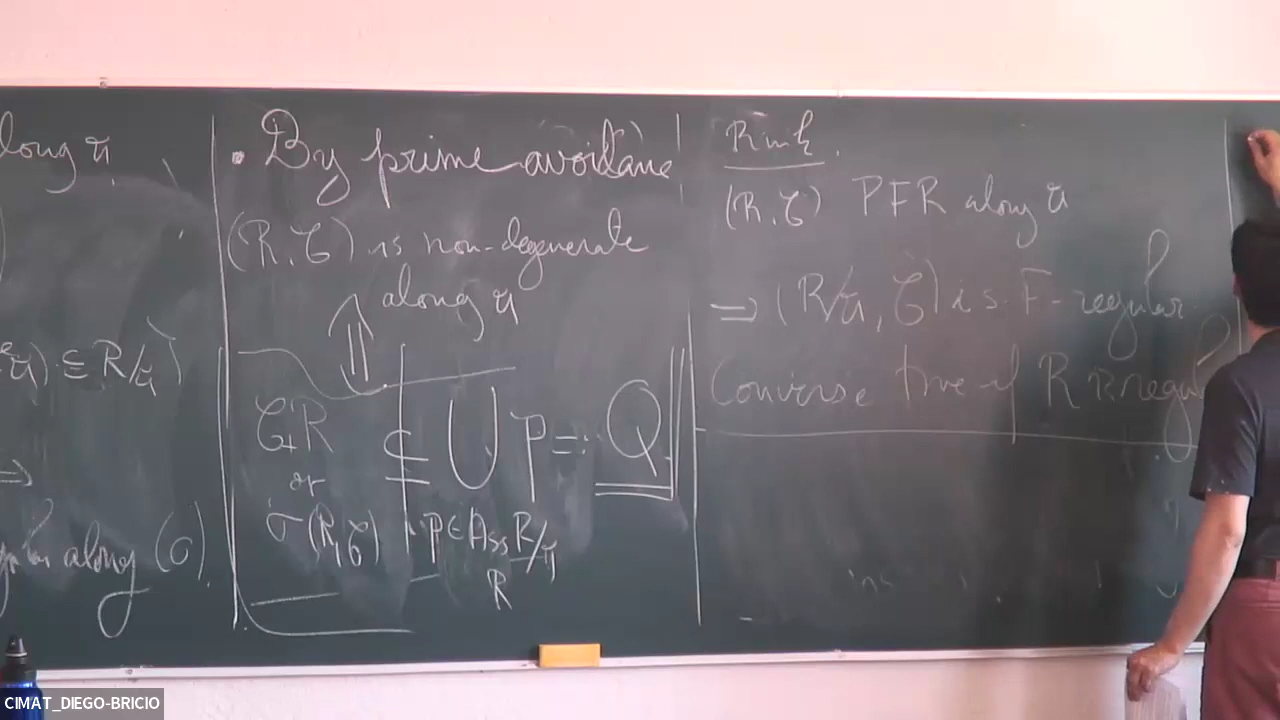 along 𝔞
) ⊆ R/𝔞)
⇒
along (σ).
• By prime avoidance
(R, 𝒞) is non-degenerate
along 𝔞
⇕
𝒞₊R
or
σ(R, 𝒞)
⊄ ⋃ p =: Q
p ∈ Ass_R R/𝔞
Rmk.
(R, 𝒞) PFR along 𝔞
⇒ (R/𝔞, 𝒞) is F-regular.
Converse true if R is regular
CIMAT_DIEGO-BRICIO